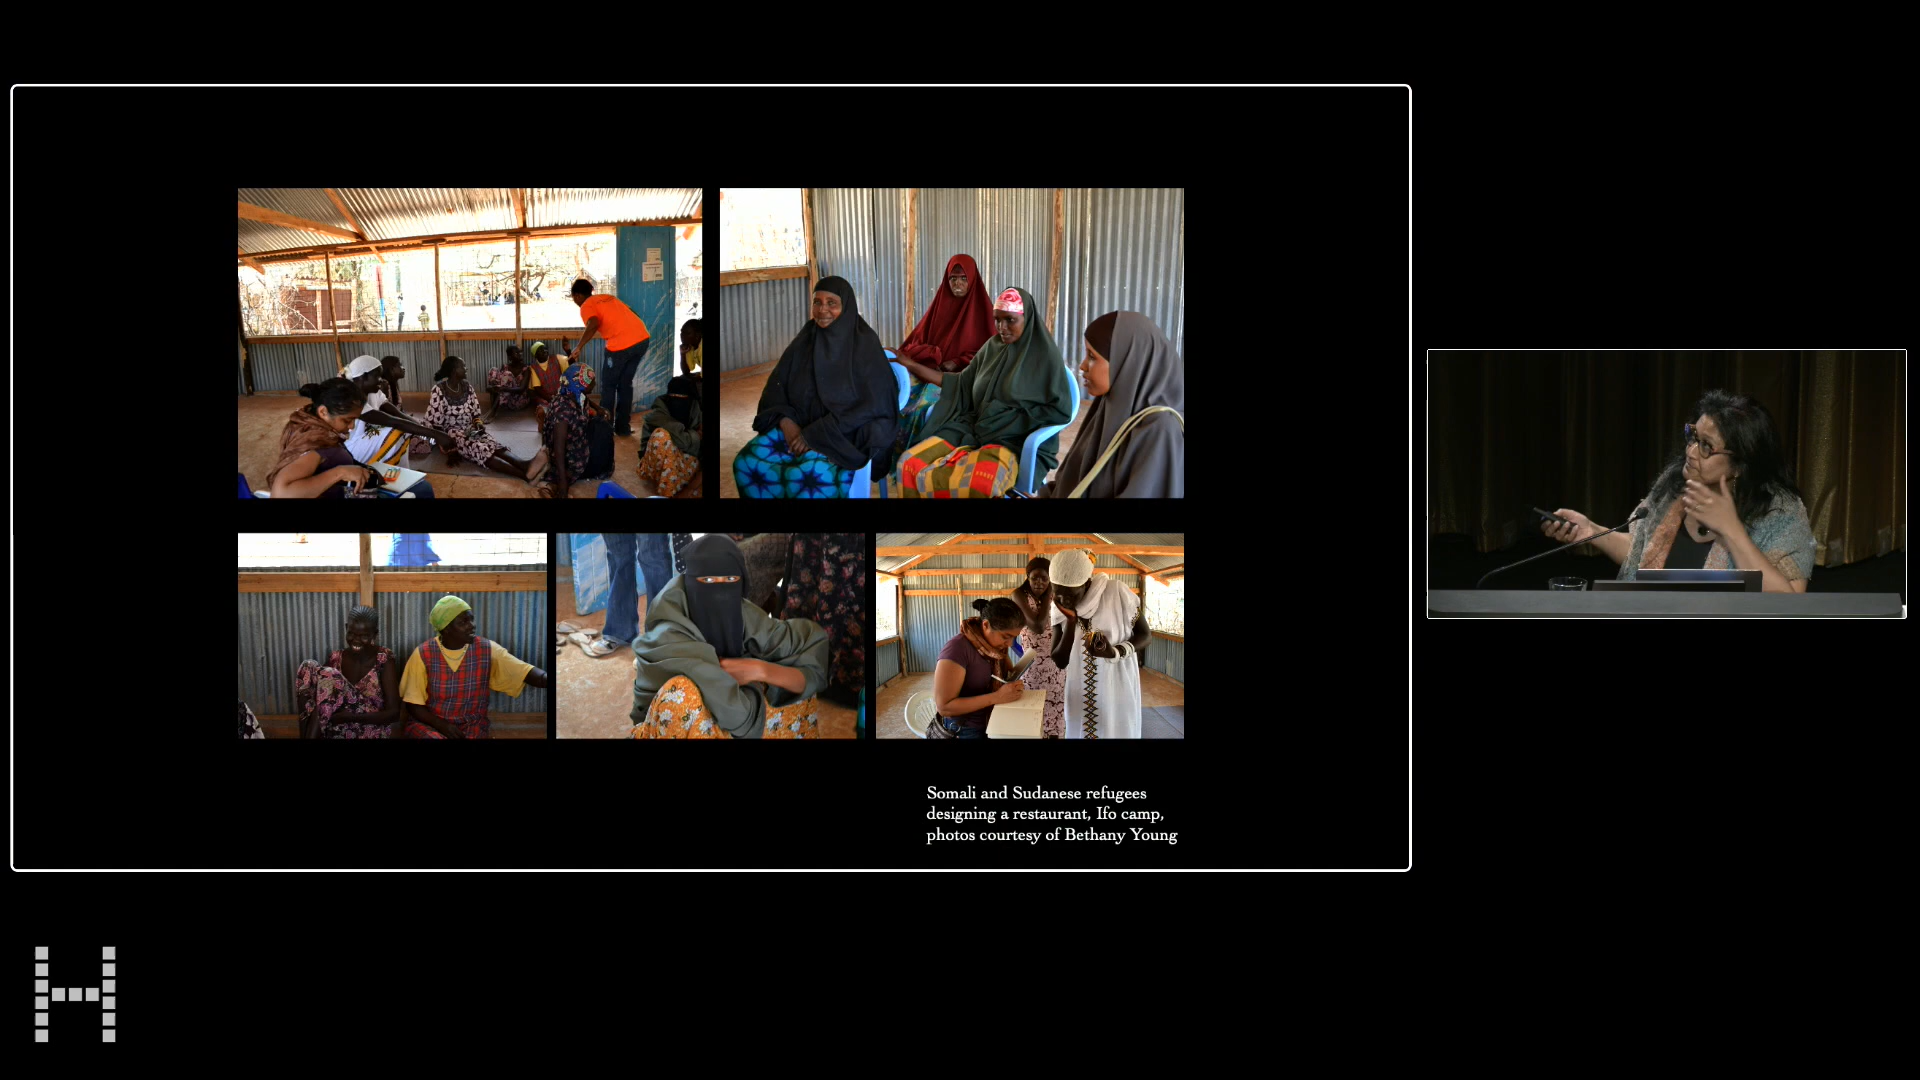 Somali and Sudanese refugees
designing a restaurant, Ifo camp,
photos courtesy of Bethany Young
H